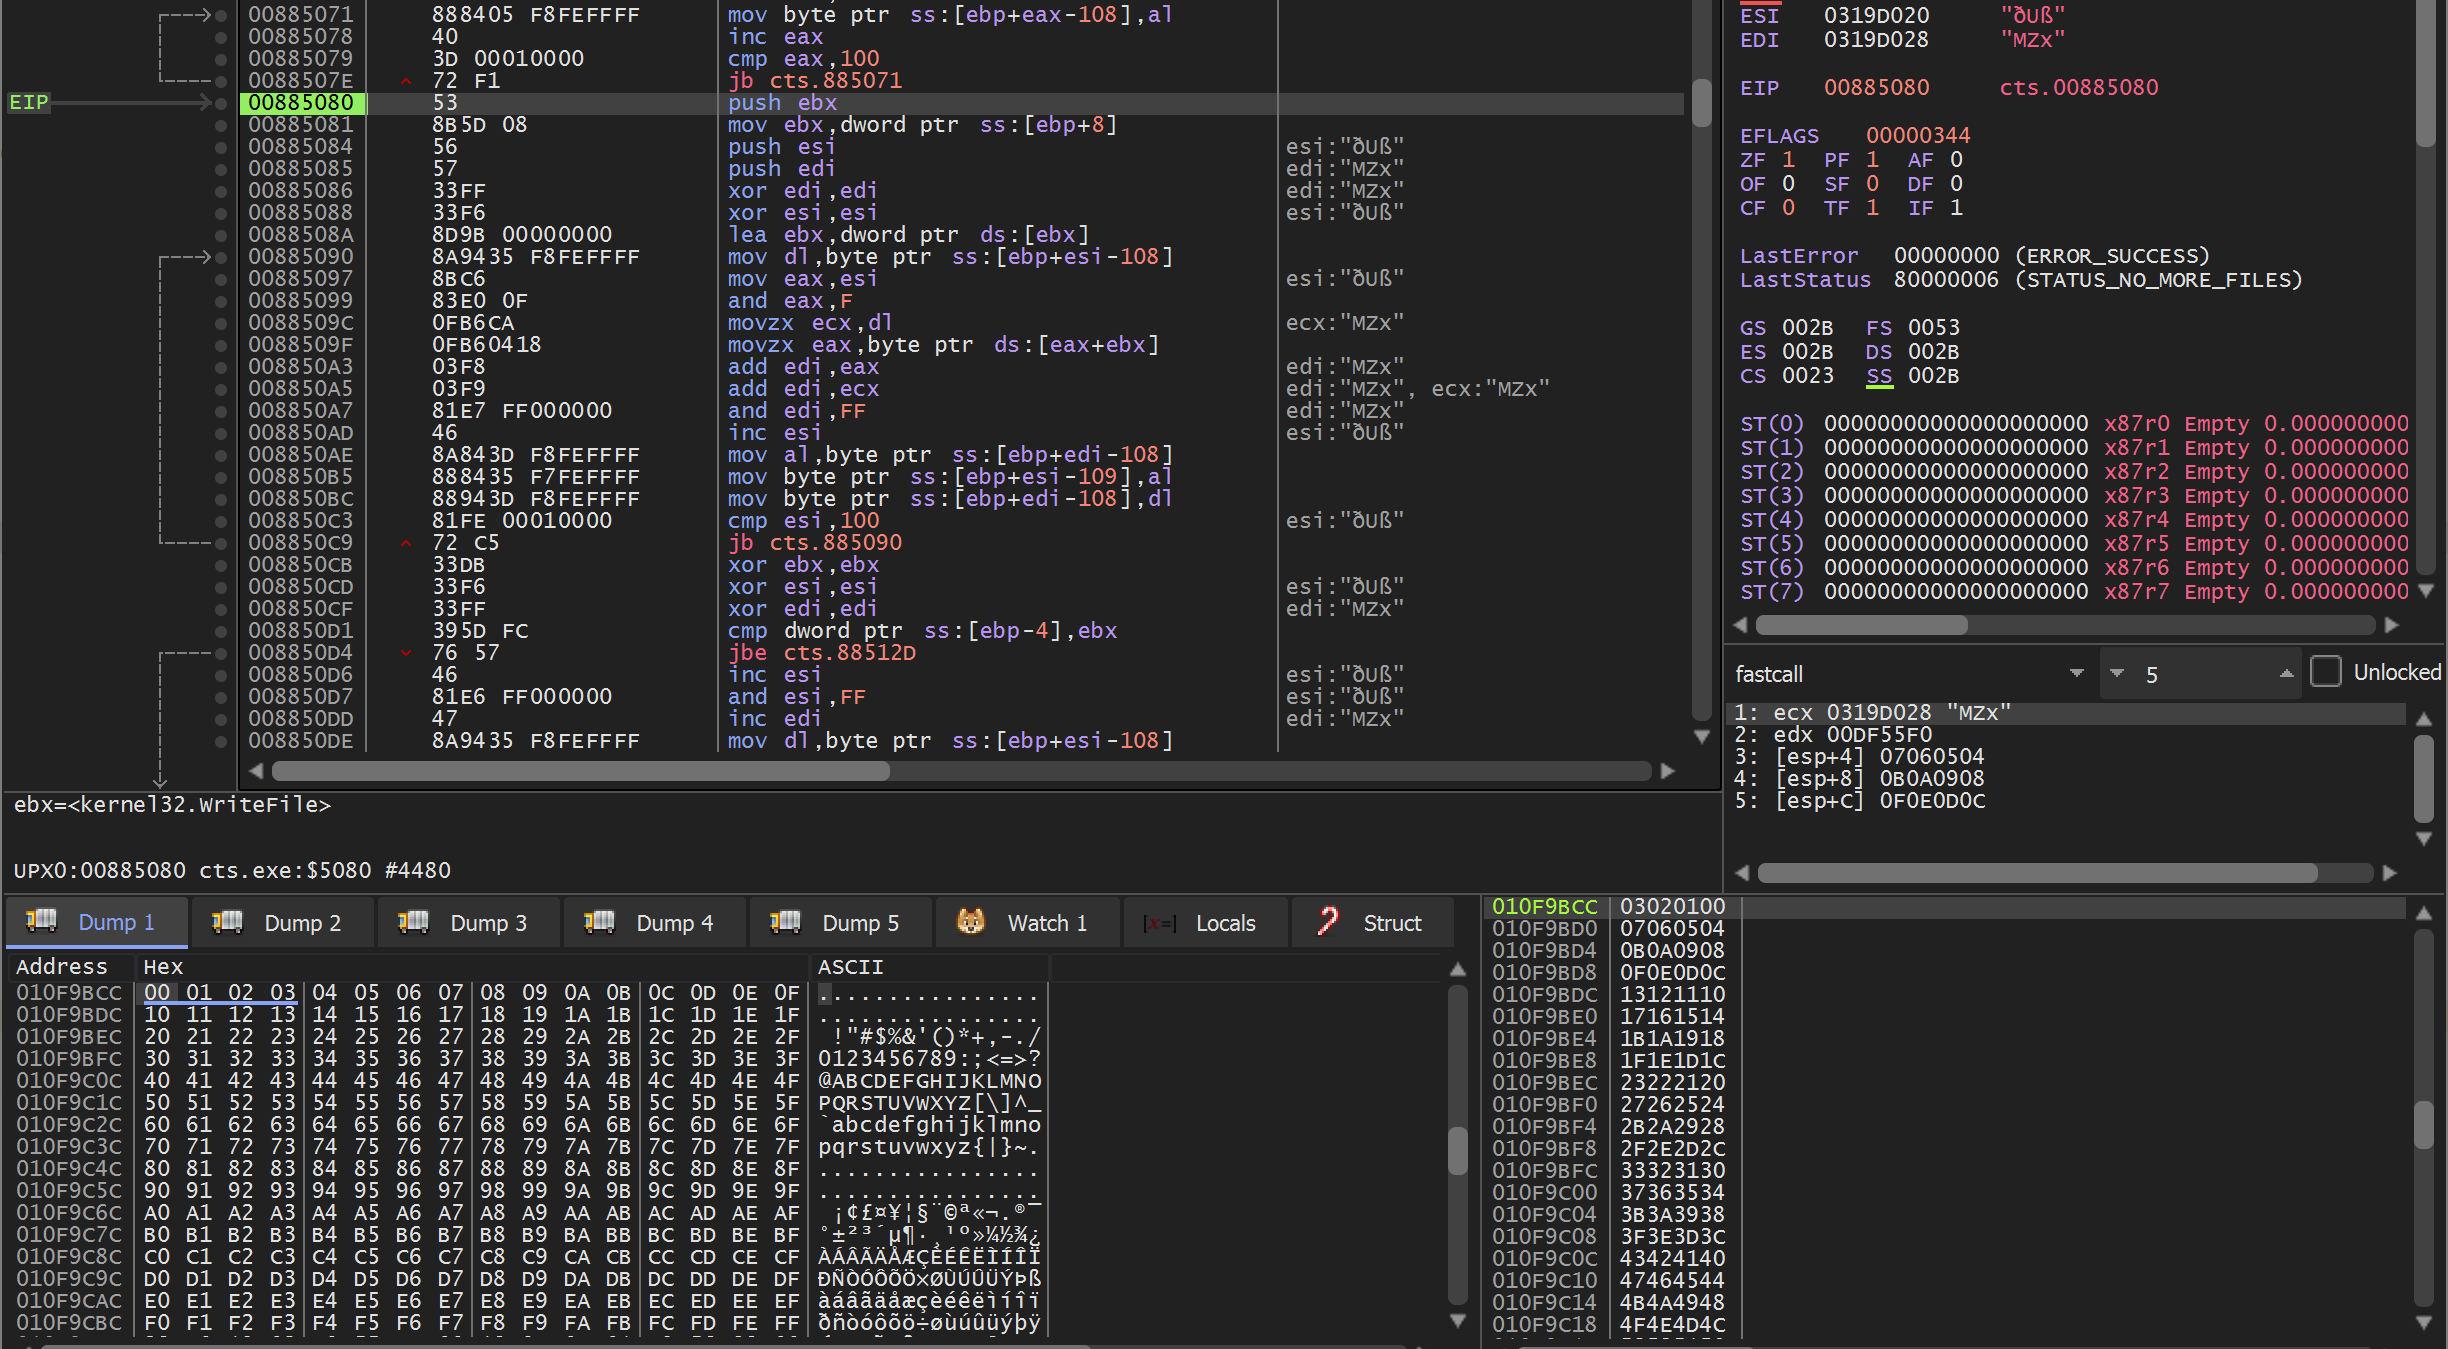 00885071 888405 F8FEFFFF mov byte ptr ss:[ebp+eax-108],al
00885078 40 inc eax
00885079 3D 00010000 cmp eax,100
0088507E 72 F1 jb cts.885071
EIP 00885080 53 push ebx
00885081 8B5D 08 mov ebx,dword ptr ss:[ebp+8]
00885084 56 push esi esi:"ðUß"
00885085 57 push edi edi:"MZx"
00885086 33FF xor edi,edi edi:"MZx"
00885088 33F6 xor esi,esi esi:"ðUß"
0088508A 8D9B 00000000 lea ebx,dword ptr ds:[ebx]
00885090 8A9435 F8FEFFFF mov dl,byte ptr ss:[ebp+esi-108]
00885097 8BC6 mov eax,esi esi:"ðUß"
00885099 83E0 0F and eax,F
0088509C 0FB6CA movzx ecx,dl ecx:"MZx"
0088509F 0FB60418 movzx eax,byte ptr ds:[eax+ebx]
008850A3 03F8 add edi,eax edi:"MZx"
008850A5 03F9 add edi,ecx edi:"MZx", ecx:"MZx"
008850A7 81E7 FF000000 and edi,FF edi:"MZx"
008850AD 46 inc esi esi:"ðUß"
008850AE 8A843D F8FEFFFF mov al,byte ptr ss:[ebp+edi-108]
008850B5 888435 F7FEFFFF mov byte ptr ss:[ebp+esi-109],al
008850BC 88943D F8FEFFFF mov byte ptr ss:[ebp+edi-108],dl
008850C3 81FE 00010000 cmp esi,100 esi:"ðUß"
008850C9 72 C5 jb cts.885090
008850CB 33DB xor ebx,ebx
008850CD 33F6 xor esi,esi esi:"ðUß"
008850CF 33FF xor edi,edi edi:"MZx"
008850D1 395D FC cmp dword ptr ss:[ebp-4],ebx
008850D4 76 57 jbe cts.88512D
008850D6 46 inc esi esi:"ðUß"
008850D7 81E6 FF000000 and esi,FF esi:"ðUß"
008850DD 47 inc edi edi:"MZx"
008850DE 8A9435 F8FEFFFF mov dl,byte ptr ss:[ebp+esi-108]
ebx=<kernel32.WriteFile>
UPX0:00885080 cts.exe:$5080 #4480
ESI 0319D020 "ðUß"
EDI 0319D028 "MZx"
EIP 00885080 cts.00885080
EFLAGS 00000344
ZF 1 PF 1 AF 0
OF 0 SF 0 DF 0
CF 0 TF 1 IF 1
LastError 00000000 (ERROR_SUCCESS)
LastStatus 80000006 (STATUS_NO_MORE_FILES)
GS 002B FS 0053
ES 002B DS 002B
CS 0023 SS 002B
ST(0) 00000000000000000000 x87r0 Empty 0.000000000
ST(1) 00000000000000000000 x87r1 Empty 0.000000000
ST(2) 00000000000000000000 x87r2 Empty 0.000000000
ST(3) 00000000000000000000 x87r3 Empty 0.000000000
ST(4) 00000000000000000000 x87r4 Empty 0.000000000
ST(5) 00000000000000000000 x87r5 Empty 0.000000000
ST(6) 00000000000000000000 x87r6 Empty 0.000000000
ST(7) 00000000000000000000 x87r7 Empty 0.000000000
fastcall 5 Unlocked
1: ecx 0319D028 "MZx"
2: edx 00DF55F0
3: [esp+4] 07060504
4: [esp+8] 0B0A0908
5: [esp+C] 0F0E0D0C
Dump 1 Dump 2 Dump 3 Dump 4 Dump 5 Watch 1 [x=] Locals Struct
Address Hex ASCII
010F9BCC 00 01 02 03 04 05 06 07 08 09 0A 0B 0C 0D 0E 0F ................
010F9BDC 10 11 12 13 14 15 16 17 18 19 1A 1B 1C 1D 1E 1F ................
010F9BEC 20 21 22 23 24 25 26 27 28 29 2A 2B 2C 2D 2E 2F !"#$%&'()*+,-./
010F9BFC 30 31 32 33 34 35 36 37 38 39 3A 3B 3C 3D 3E 3F 0123456789:;<=>?
010F9C0C 40 41 42 43 44 45 46 47 48 49 4A 4B 4C 4D 4E 4F @ABCDEFGHIJKLMNO
010F9C1C 50 51 52 53 54 55 56 57 58 59 5A 5B 5C 5D 5E 5F PQRSTUVWXYZ[\]^_
010F9C2C 60 61 62 63 64 65 66 67 68 69 6A 6B 6C 6D 6E 6F `abcdefghijklmno
010F9C3C 70 71 72 73 74 75 76 77 78 79 7A 7B 7C 7D 7E 7F pqrstuvwxyz{|}~.
010F9C4C 80 81 82 83 84 85 86 87 88 89 8A 8B 8C 8D 8E 8F ................
010F9C5C 90 91 92 93 94 95 96 97 98 99 9A 9B 9C 9D 9E 9F ................
010F9C6C A0 A1 A2 A3 A4 A5 A6 A7 A8 A9 AA AB AC AD AE AF ¡¢£¤¥¦§¨©ª«¬.®¯
010F9C7C B0 B1 B2 B3 B4 B5 B6 B7 B8 B9 BA BB BC BD BE BF °±²³´µ¶·¸¹º»¼½¾¿
010F9C8C C0 C1 C2 C3 C4 C5 C6 C7 C8 C9 CA CB CC CD CE CF ÀÁÂÃÄÅÆÇÈÉÊËÌÍÎÏ
010F9C9C D0 D1 D2 D3 D4 D5 D6 D7 D8 D9 DA DB DC DD DE DF ÐÑÒÓÔÕÖ×ØÙÚÛÜÝÞß
010F9CAC E0 E1 E2 E3 E4 E5 E6 E7 E8 E9 EA EB EC ED EE EF àáâãäåæçèéêëìíîï
010F9CBC F0 F1 F2 F3 F4 F5 F6 F7 F8 F9 FA FB FC FD FE FF ðñòóôõö÷øùúûüýþÿ
010F9BCC 03020100
010F9BD0 07060504
010F9BD4 0B0A0908
010F9BD8 0F0E0D0C
010F9BDC 13121110
010F9BE0 17161514
010F9BE4 1B1A1918
010F9BE8 1F1E1D1C
010F9BEC 23222120
010F9BF0 27262524
010F9BF4 2B2A2928
010F9BF8 2F2E2D2C
010F9BFC 33323130
010F9C00 37363534
010F9C04 3B3A3938
010F9C08 3F3E3D3C
010F9C0C 43424140
010F9C10 47464544
010F9C14 4B4A4948
010F9C18 4F4E4D4C